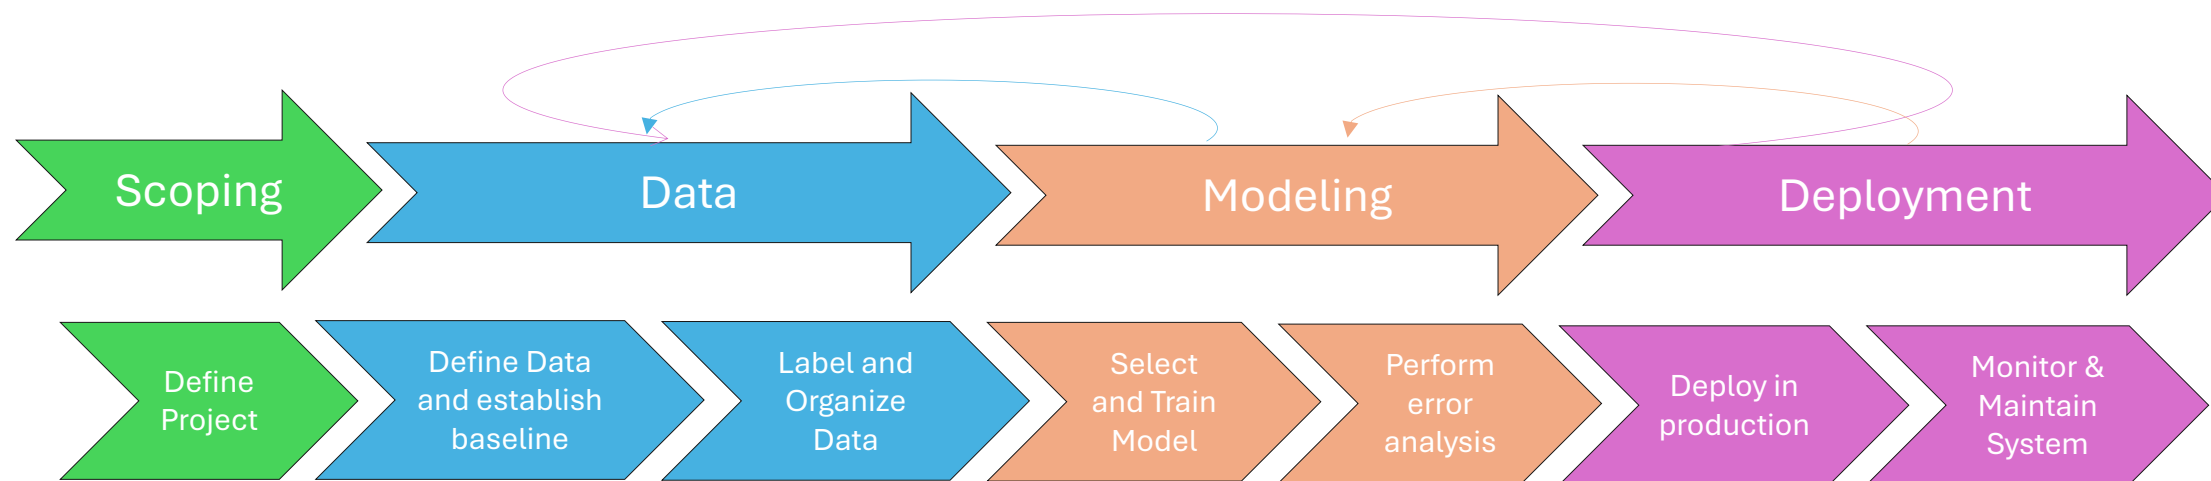 Scoping
Data
Modeling
Deployment
Define
Project
Define Data
and establish
baseline
Label and
Organize
Data
Select
and Train
Model
Perform
error
analysis
Deploy in
production
Monitor &
Maintain
System